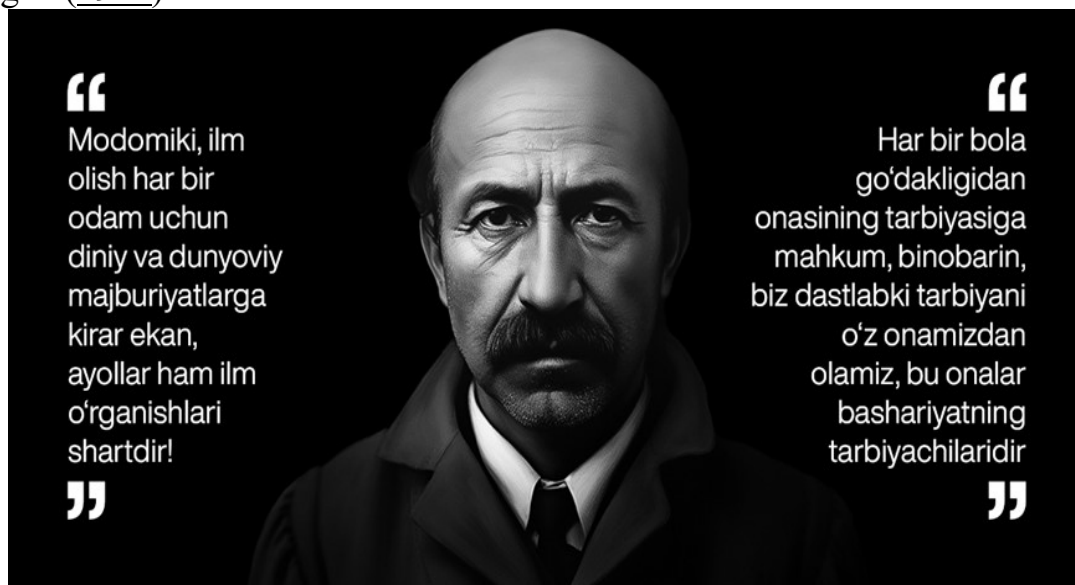 “
Modomiki, ilm
olish har bir
odam uchun
diniy va dunyoviy
majburiyatlarga
kirar ekan,
ayollar ham ilm
o‘rganishlari
shartdir!
”
“
Har bir bola
go‘dakligidan
onasining tarbiyasiga
mahkum, binobarin,
biz dastlabki tarbiyani
o‘z onamizdan
olamiz, bu onalar
bashariyatning
tarbiyachilaridir
”